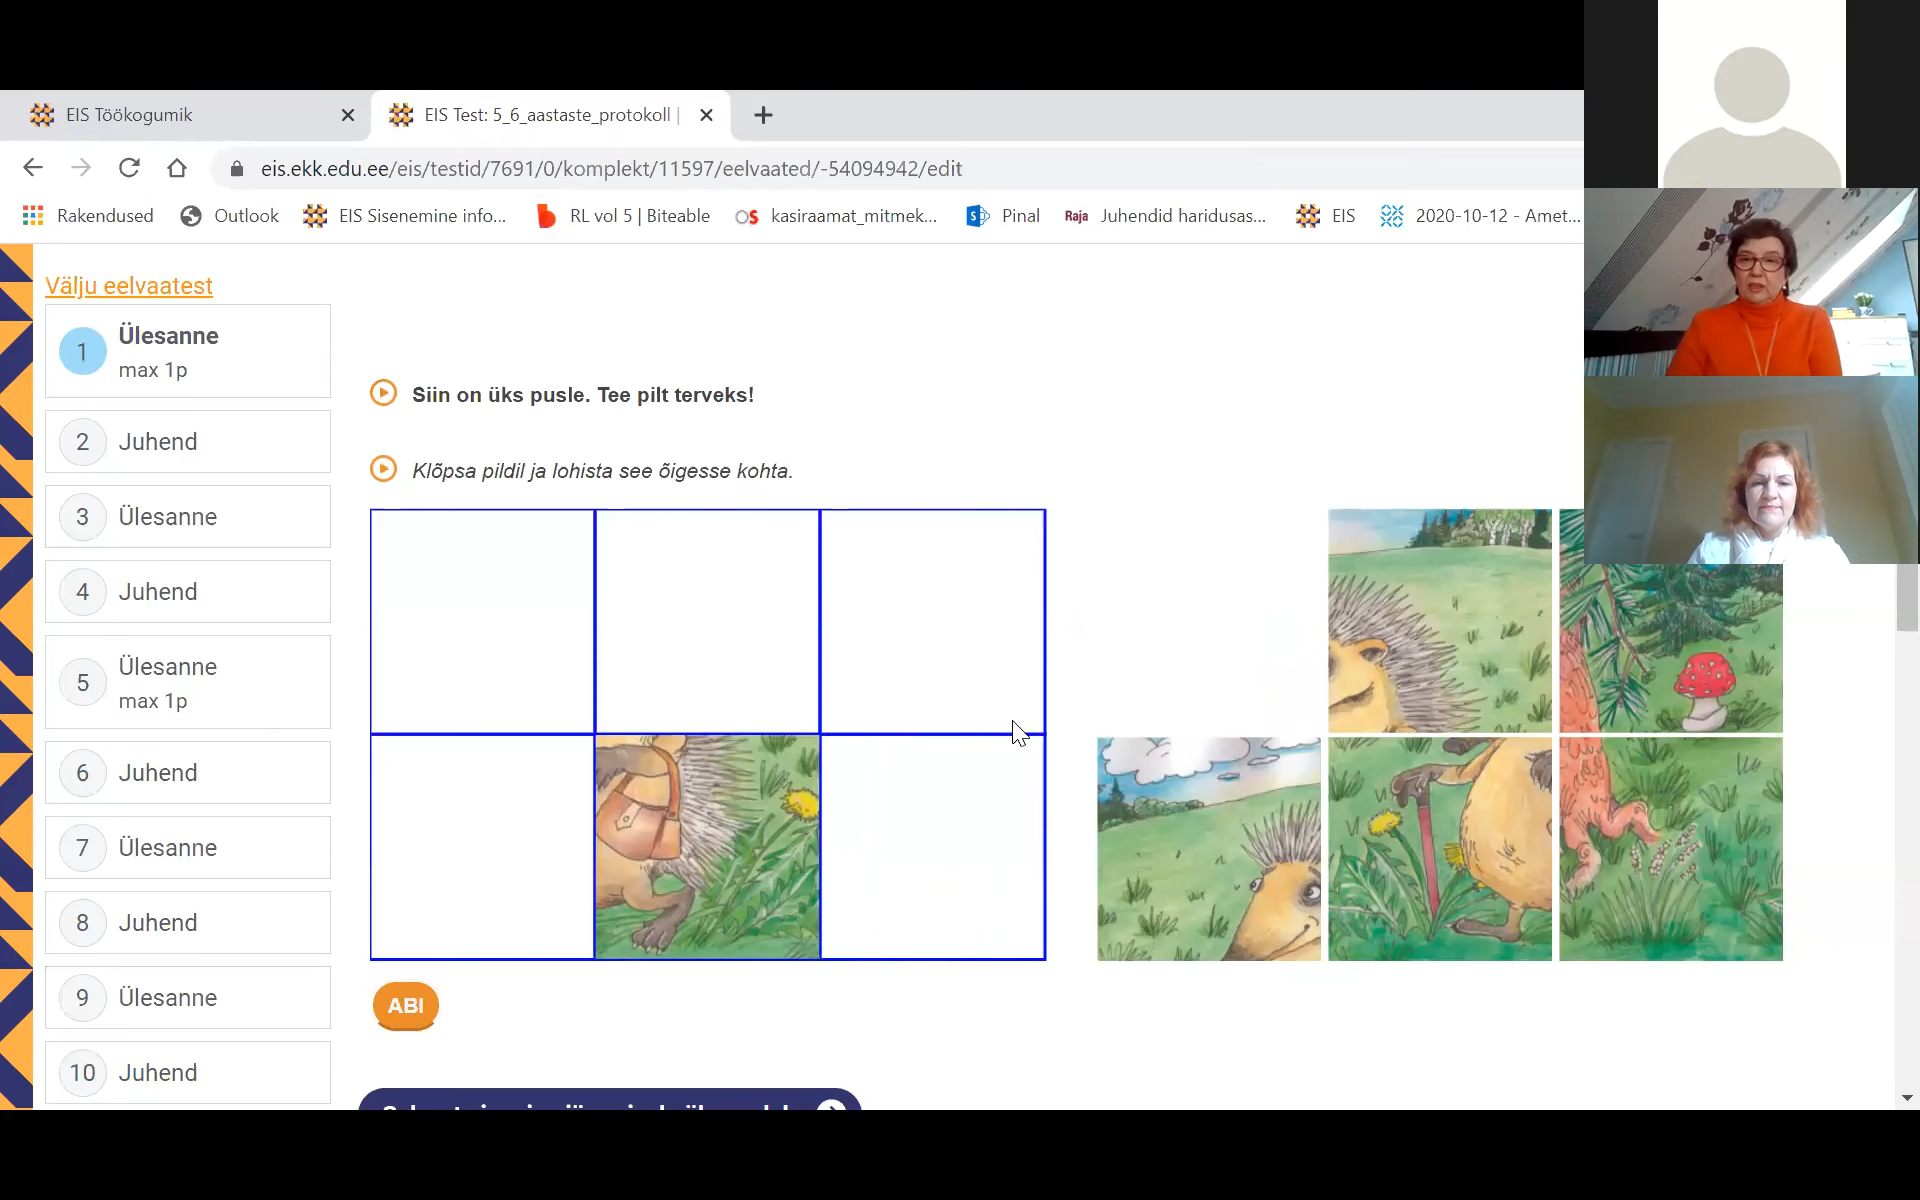 EIS Töökogumik
EIS Test: 5_6_aastaste_protokoll |
eis.ekk.edu.ee/eis/testid/7691/0/komplekt/11597/eelvaated/-54094942/edit
Rakendused Outlook EIS Sisenemine info... RL vol 5 | Biteable OS kasiraamat_mitmek... S Pinal Raja Juhendid haridusas... EIS 2020-10-12 - Amet...
Välju eelvaatest
1 Ülesanne
max 1p
2 Juhend
3 Ülesanne
4 Juhend
5 Ülesanne
max 1p
6 Juhend
7 Ülesanne
8 Juhend
9 Ülesanne
10 Juhend
Siin on üks pusle. Tee pilt terveks!
Klõpsa pildil ja lohista see õigesse kohta.
ABI